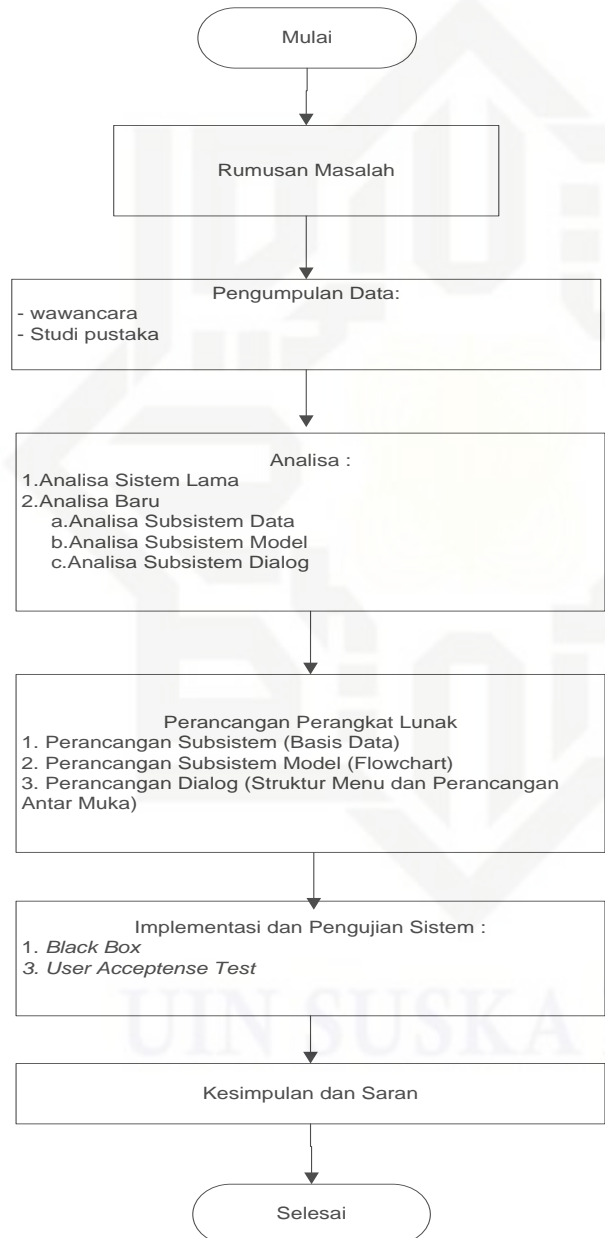 Mulai
Rumusan Masalah
Pengumpulan Data:
- wawancara
- Studi pustaka
Analisa :
1.Analisa Sistem Lama
2.Analisa Baru
a.Analisa Subsistem Data
b.Analisa Subsistem Model
c.Analisa Subsistem Dialog
Perancangan Perangkat Lunak
1. Perancangan Subsistem (Basis Data)
2. Perancangan Subsistem Model (Flowchart)
3. Perancangan Dialog (Struktur Menu dan Perancangan
Antar Muka)
Implementasi dan Pengujian Sistem :
1. Black Box
3. User Acceptense Test
UIN SUSKA
Kesimpulan dan Saran
Selesai